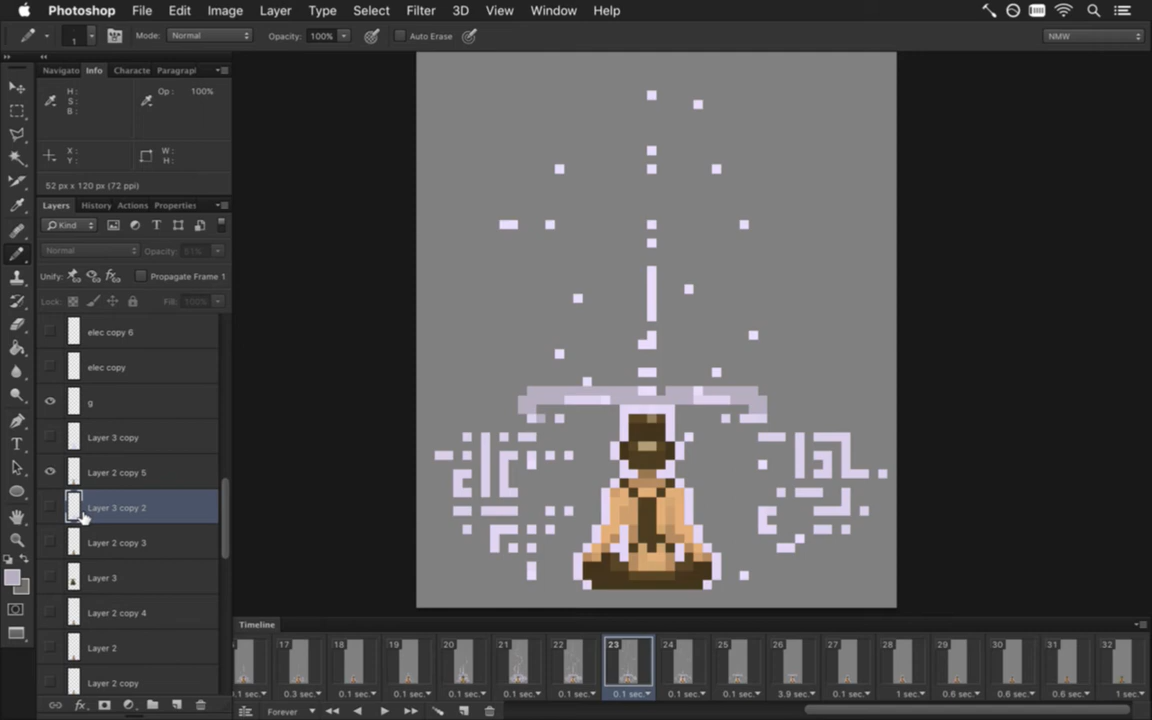 Photoshop File Edit Image Layer Type Select Filter 3D View Window Help
1 Mode: Normal Opacity: 100% Auto Erase NMW
Navigato Info Characte Paragrapl
H: Op: 100%
S:
B:
X: W:
Y: H:
52 px x 120 px (72 ppi)
Layers History Actions Properties
Kind
Normal Opacity: 51%
Unify: Propagate Frame 1
Lock: Fill: 100%
elec copy 6
elec copy
g
Layer 3 copy
Layer 2 copy 5
Layer 3 copy 2
Layer 2 copy 3
Layer 3
Layer 2 copy 4
Layer 2
Layer 2 copy
T
fx
Timeline
17 18 19 20 21 22 23 24 25 26 27 28 29 30 31 32
0.1 sec. 0.3 sec. 0.1 sec. 0.1 sec. 0.1 sec. 0.1 sec. 0.1 sec. 0.1 sec. 0.1 sec. 0.1 sec. 3.9 sec. 0.1 sec. 1 sec. 0.6 sec. 0.6 sec. 0.6 sec. 1 sec.
Forever